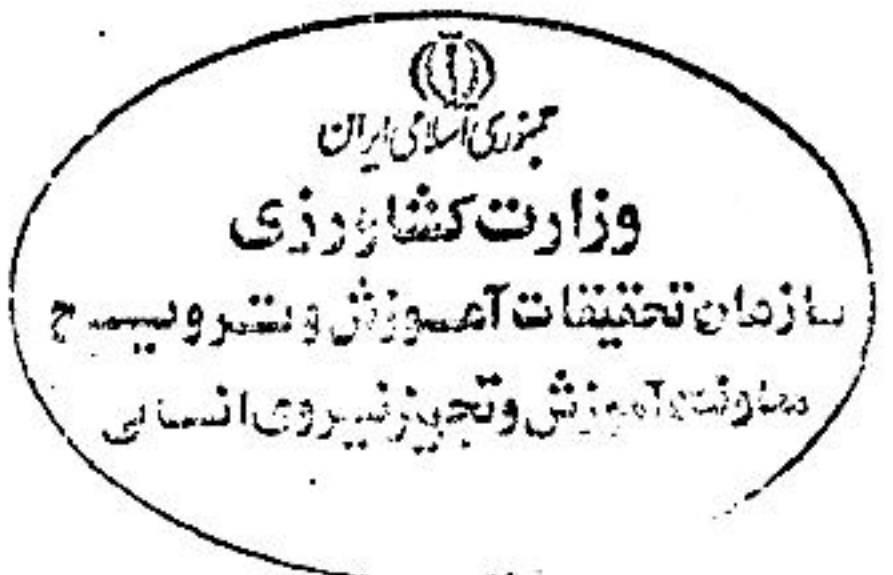 جمهوری اسلامی ایران
وزارت کشاورزی
سازمان تحقیقات آموزش و ترویج
معاونت آموزش و تجهیز نیروی انسانی